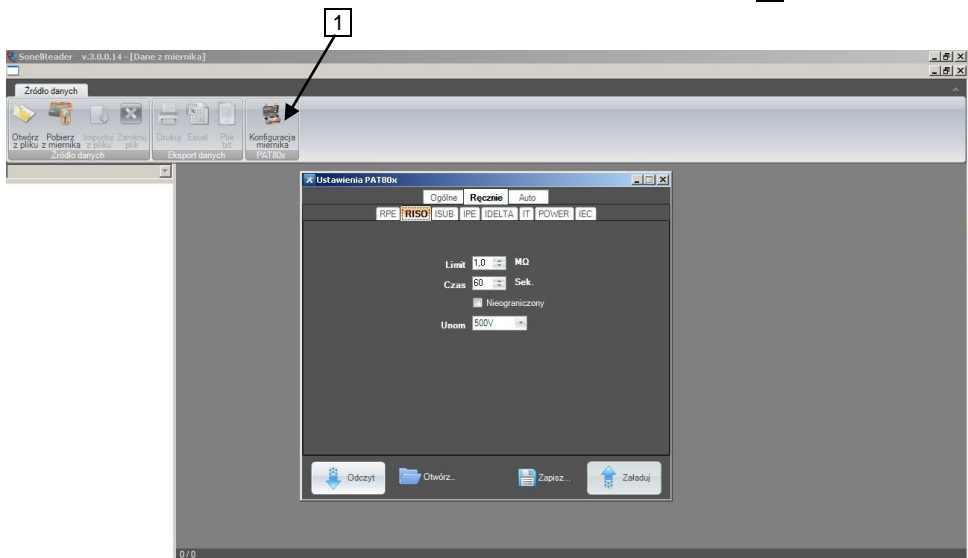 1
SonelReader v.3.0.0.14 - [Dane z miernika]
Źródło danych
Otwórz z pliku
Pobierz z miernika
Importuj z pliku
Zamknij plik
Drukuj
Excel
Plik txt
Konfiguracja miernika
Źródło danych
Eksport danych
PAT80x
Ustawienia PAT80x
Ogólne Ręcznie Auto
RPE RISO ISUB IPE IDELTA IT POWER IEC
Limit 1,0 MΩ
Czas 60 Sek.
Nieograniczony
Unom 500V
Odczyt Otwórz... Zapisz... Załaduj
0 / 0